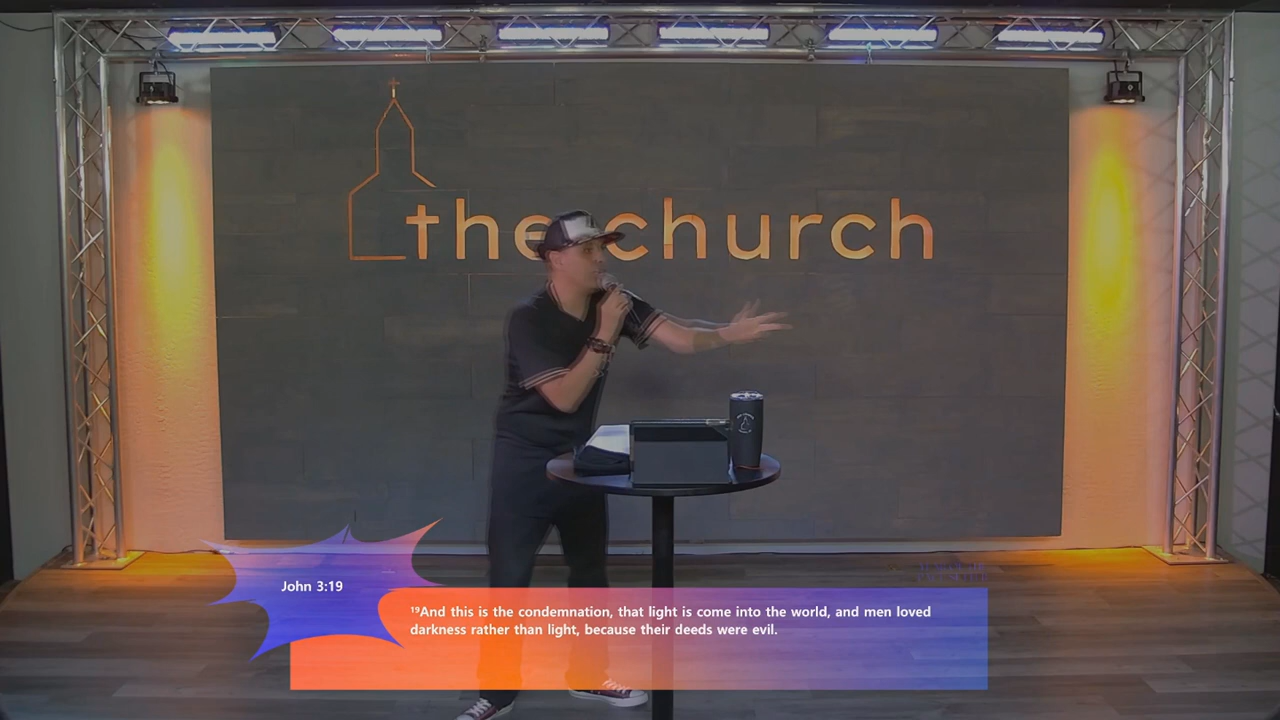 the church
John 3:19
¹⁹And this is the condemnation, that light is come into the world, and men loved
darkness rather than light, because their deeds were evil.